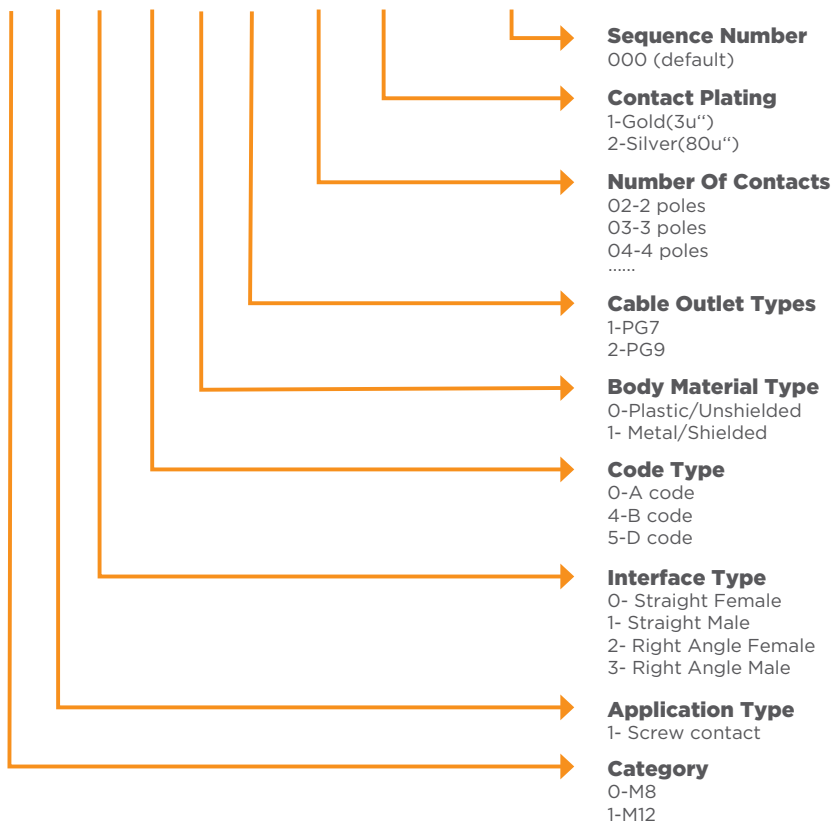 Sequence Number
000 (default)
Contact Plating
1-Gold(3u“)
2-Silver(80u“)
Number Of Contacts
02-2 poles
03-3 poles
04-4 poles
......
Cable Outlet Types
1-PG7
2-PG9
Body Material Type
0-Plastic/Unshielded
1- Metal/Shielded
Code Type
0-A code
4-B code
5-D code
Interface Type
0- Straight Female
1- Straight Male
2- Right Angle Female
3- Right Angle Male
Application Type
1- Screw contact
Category
0-M8
1-M12